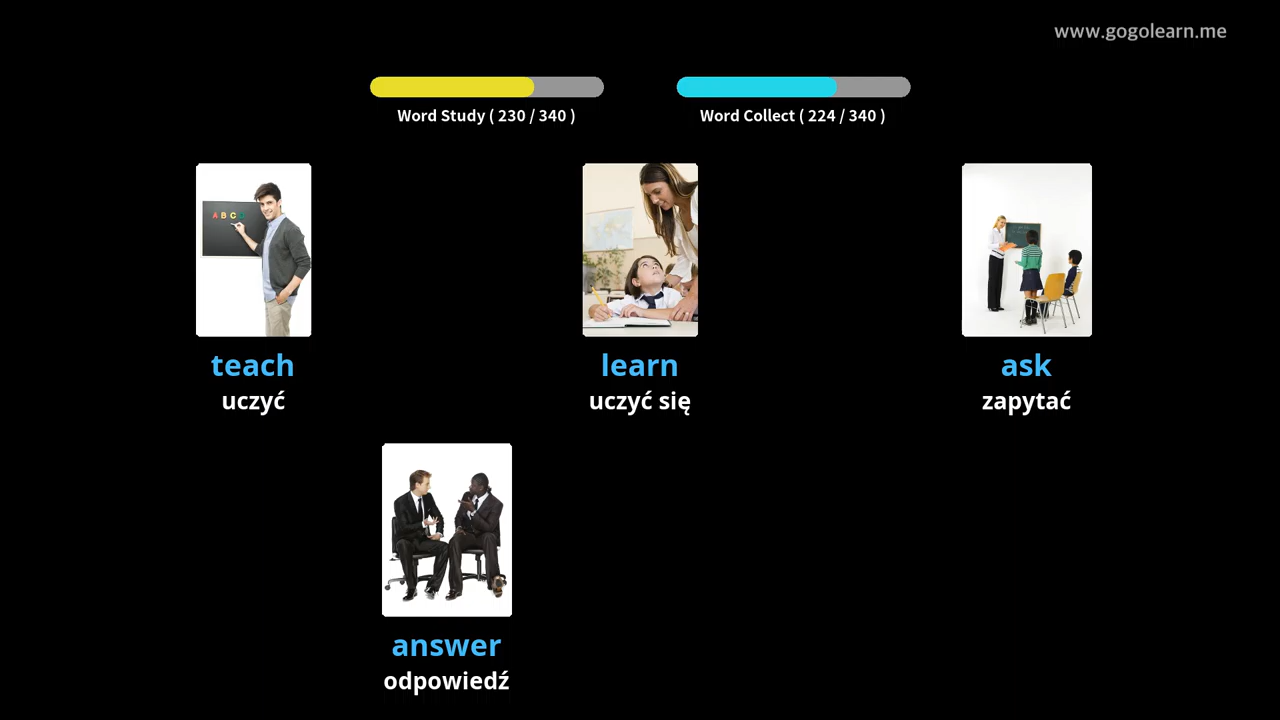 www.gogolearn.me
Word Study ( 230 / 340 )
Word Collect ( 224 / 340 )
A B C D
teach
uczyć
learn
uczyć się
ask
zapytać
answer
odpowiedź